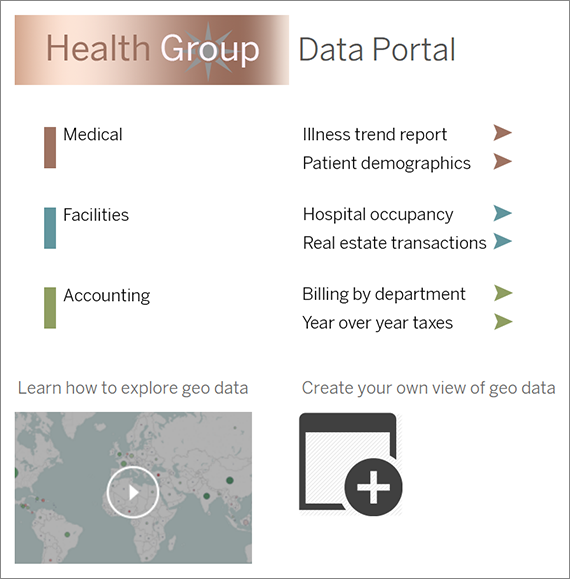 Health Group Data Portal
Medical
Illness trend report
Patient demographics
Facilities
Hospital occupancy
Real estate transactions
Accounting
Billing by department
Year over year taxes
Learn how to explore geo data
Create your own view of geo data